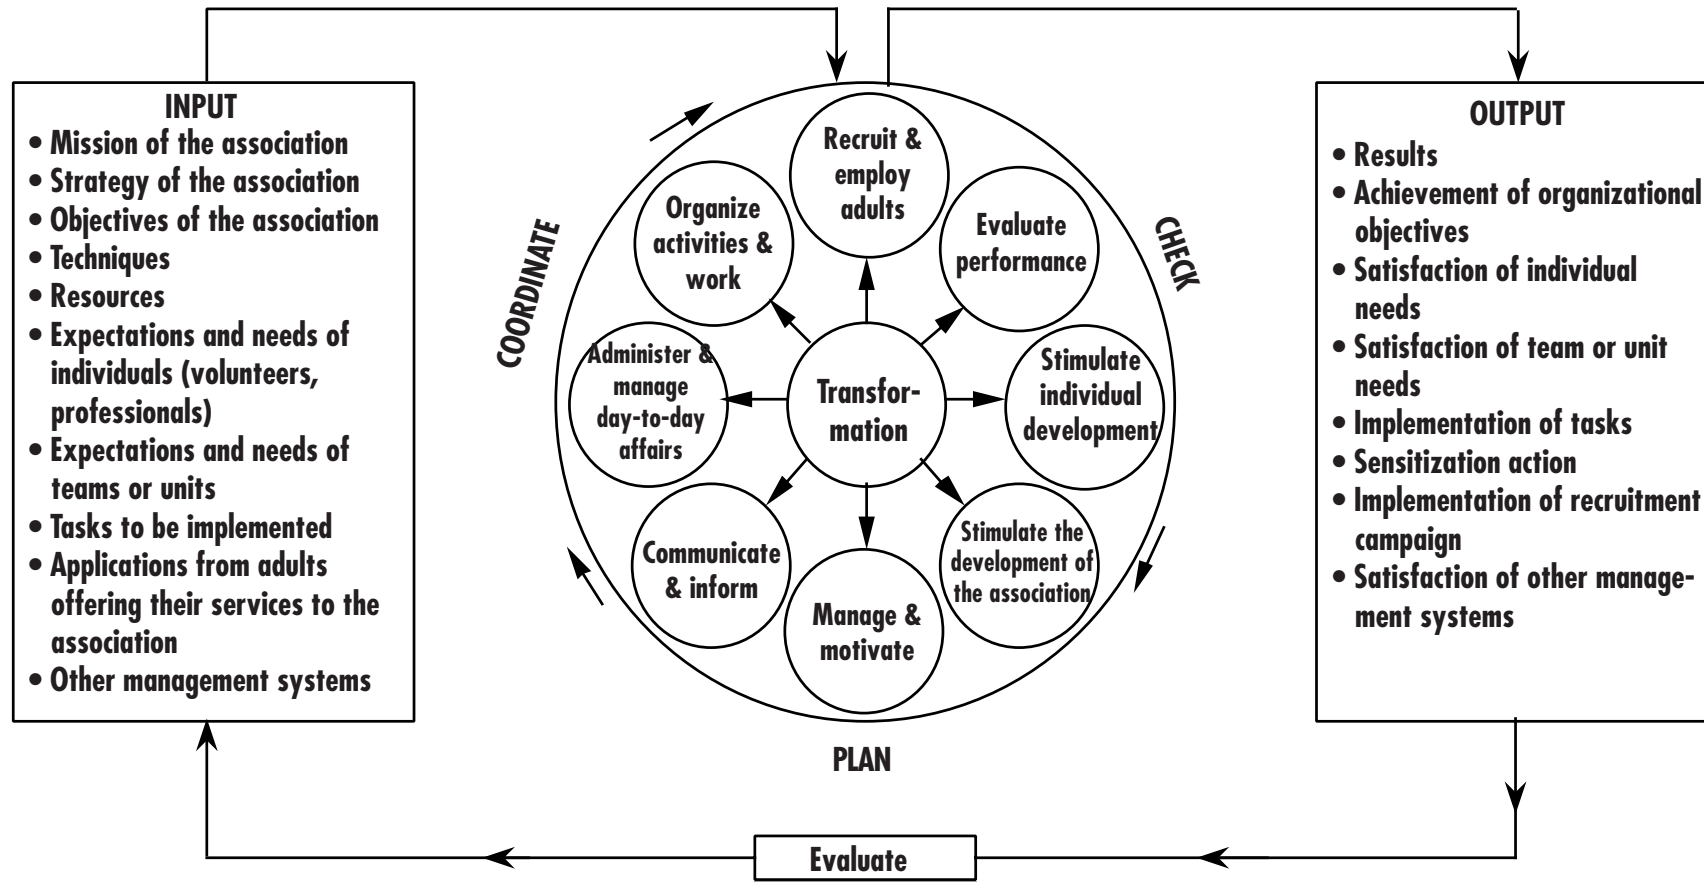 INPUT
• Mission of the association
• Strategy of the association
• Objectives of the association
• Techniques
• Resources
• Expectations and needs of
individuals (volunteers,
professionals)
• Expectations and needs of
teams or units
• Tasks to be implemented
• Applications from adults
offering their services to the
association
• Other management systems
COORDINATE
Recruit &
employ
adults
Organize
activities &
work
Evaluate
performance
Administer &
manage
day-to-day
affairs
Transfor-
mation
Stimulate
individual
development
Communicate
& inform
Manage &
motivate
Stimulate the
development of
the association
CHECK
PLAN
OUTPUT
• Results
• Achievement of organizational
objectives
• Satisfaction of individual
needs
• Satisfaction of team or unit
needs
• Implementation of tasks
• Sensitization action
• Implementation of recruitment
campaign
• Satisfaction of other manage-
ment systems
Evaluate